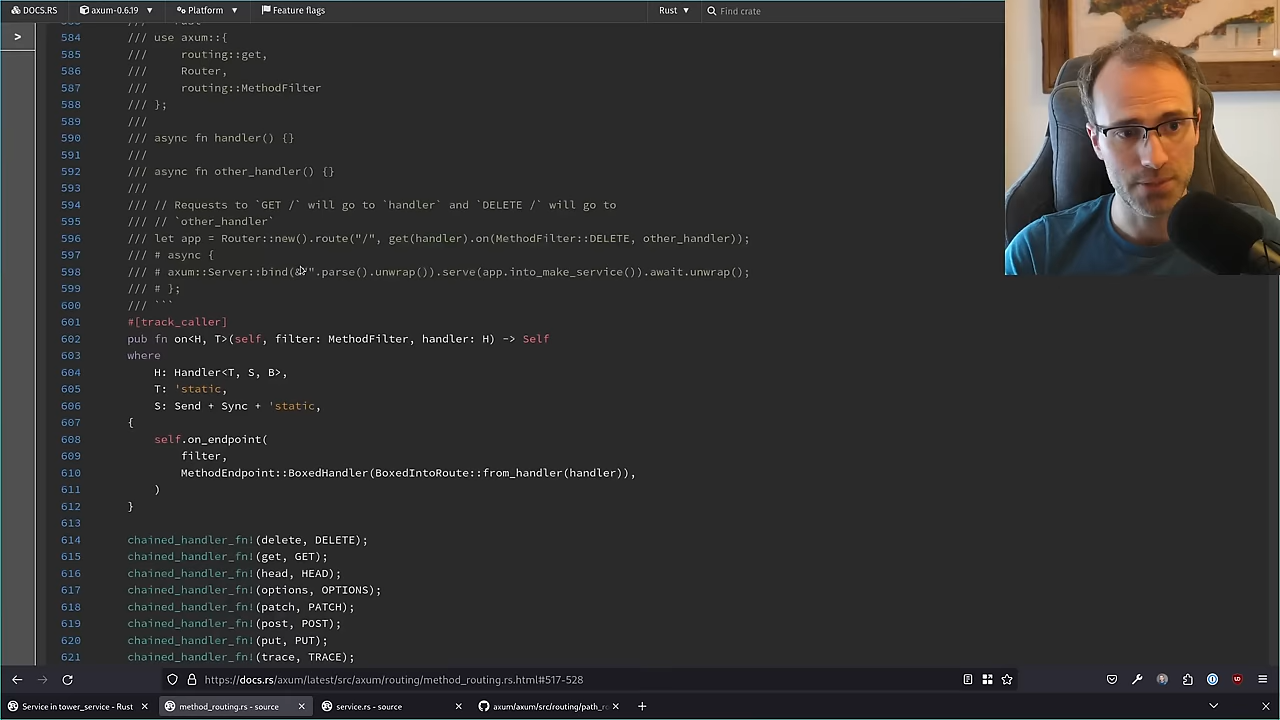 DOCS.RS axum-0.6.19 Platform Feature flags Rust Find crate
>
584 /// use axum::{
585 /// routing::get,
586 /// Router,
587 /// routing::MethodFilter
588 /// };
589 ///
590 /// async fn handler() {}
591 ///
592 /// async fn other_handler() {}
593 ///
594 /// // Requests to `GET /` will go to `handler` and `DELETE /` will go to
595 /// // `other_handler`
596 /// let app = Router::new().route("/", get(handler).on(MethodFilter::DELETE, other_handler));
597 /// # async {
598 /// # axum::Server::bind(&"".parse().unwrap()).serve(app.into_make_service()).await.unwrap();
599 /// # };
600 /// ```
601 #[track_caller]
602 pub fn on<H, T>(self, filter: MethodFilter, handler: H) -> Self
603 where
604 H: Handler<T, S, B>,
605 T: 'static,
606 S: Send + Sync + 'static,
607 {
608 self.on_endpoint(
609 filter,
610 MethodEndpoint::BoxedHandler(BoxedIntoRoute::from_handler(handler)),
611 )
612 }
613
614 chained_handler_fn!(delete, DELETE);
615 chained_handler_fn!(get, GET);
616 chained_handler_fn!(head, HEAD);
617 chained_handler_fn!(options, OPTIONS);
618 chained_handler_fn!(patch, PATCH);
619 chained_handler_fn!(post, POST);
620 chained_handler_fn!(put, PUT);
621 chained_handler_fn!(trace, TRACE);
https://docs.rs/axum/latest/src/axum/routing/method_routing.rs.html#517-528
Service in tower_service - Rust method_routing.rs - source service.rs - source axum/axum/src/routing/path_r